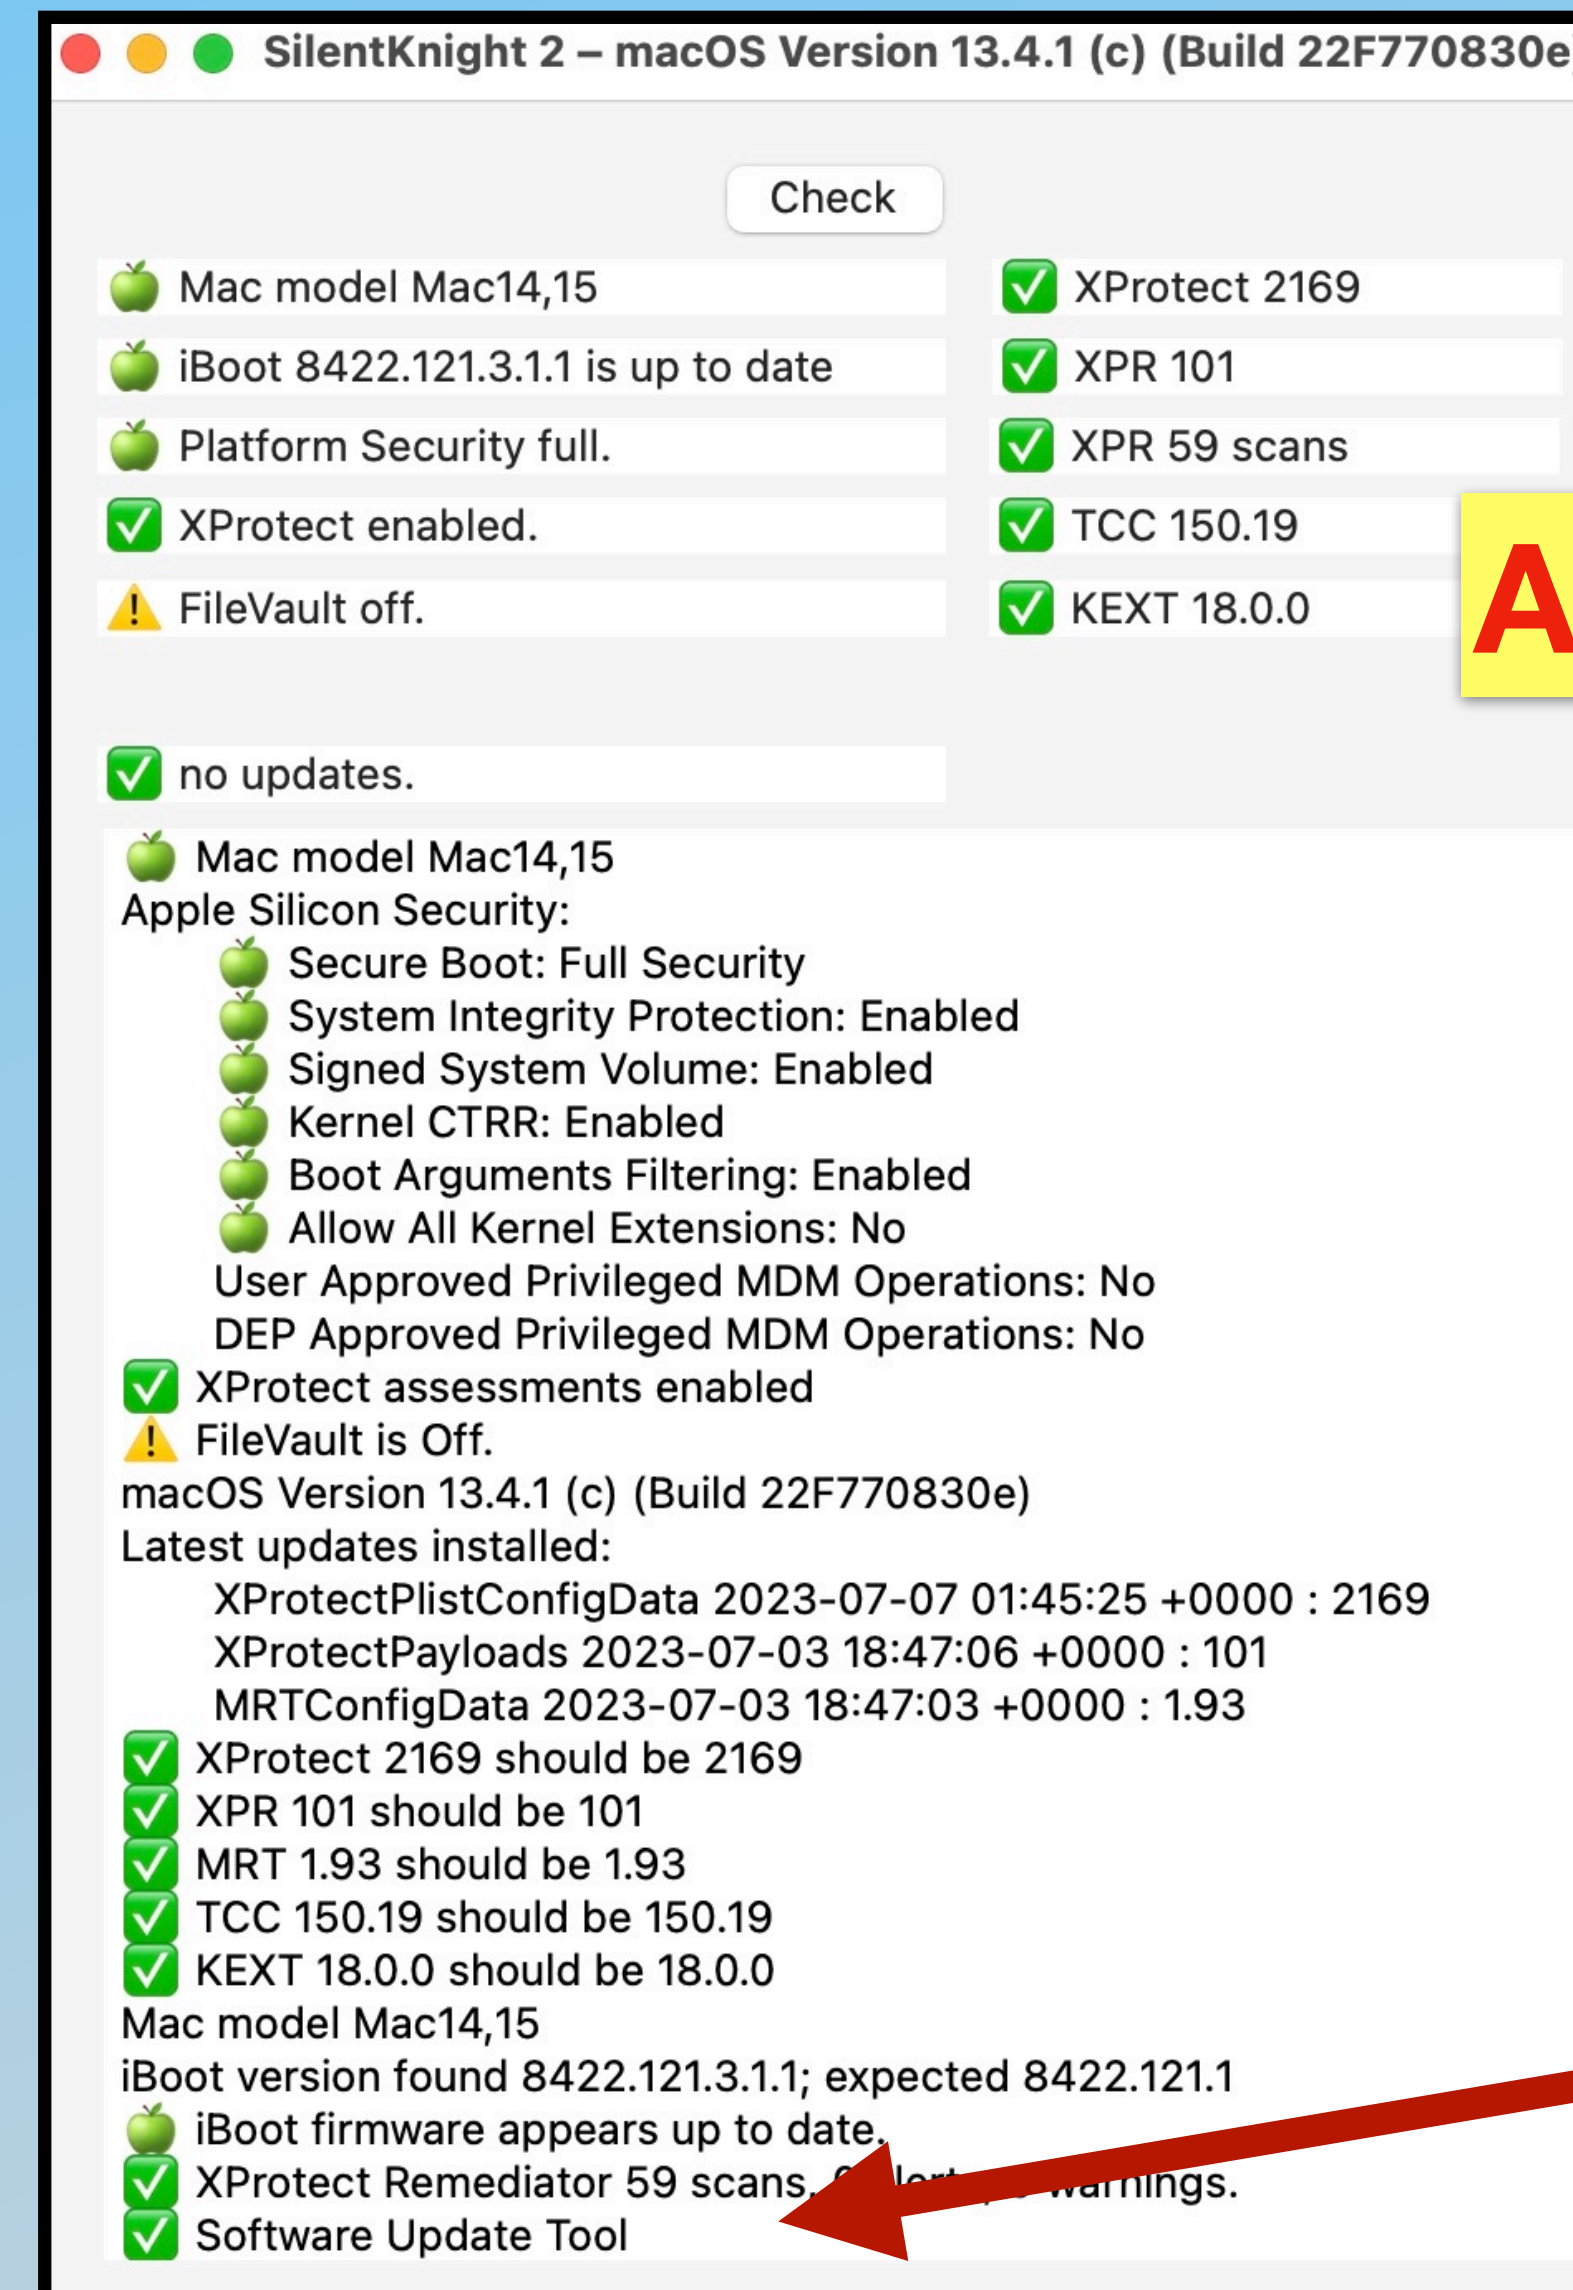 SilentKnight 2 – macOS Version 13.4.1 (c) (Build 22F770830e)
Check
Mac model Mac14,15
XProtect 2169
iBoot 8422.121.3.1.1 is up to date
XPR 101
Platform Security full.
XPR 59 scans
XProtect enabled.
TCC 150.19
FileVault off.
KEXT 18.0.0
A
no updates.
Mac model Mac14,15
Apple Silicon Security:
Secure Boot: Full Security
System Integrity Protection: Enabled
Signed System Volume: Enabled
Kernel CTRR: Enabled
Boot Arguments Filtering: Enabled
Allow All Kernel Extensions: No
User Approved Privileged MDM Operations: No
DEP Approved Privileged MDM Operations: No
XProtect assessments enabled
FileVault is Off.
macOS Version 13.4.1 (c) (Build 22F770830e)
Latest updates installed:
XProtectPlistConfigData 2023-07-07 01:45:25 +0000 : 2169
XProtectPayloads 2023-07-03 18:47:06 +0000 : 101
MRTConfigData 2023-07-03 18:47:03 +0000 : 1.93
XProtect 2169 should be 2169
XPR 101 should be 101
MRT 1.93 should be 1.93
TCC 150.19 should be 150.19
KEXT 18.0.0 should be 18.0.0
Mac model Mac14,15
iBoot version found 8422.121.3.1.1; expected 8422.121.1
iBoot firmware appears up to date.
XProtect Remediator 59 scans, warnings.
Software Update Tool